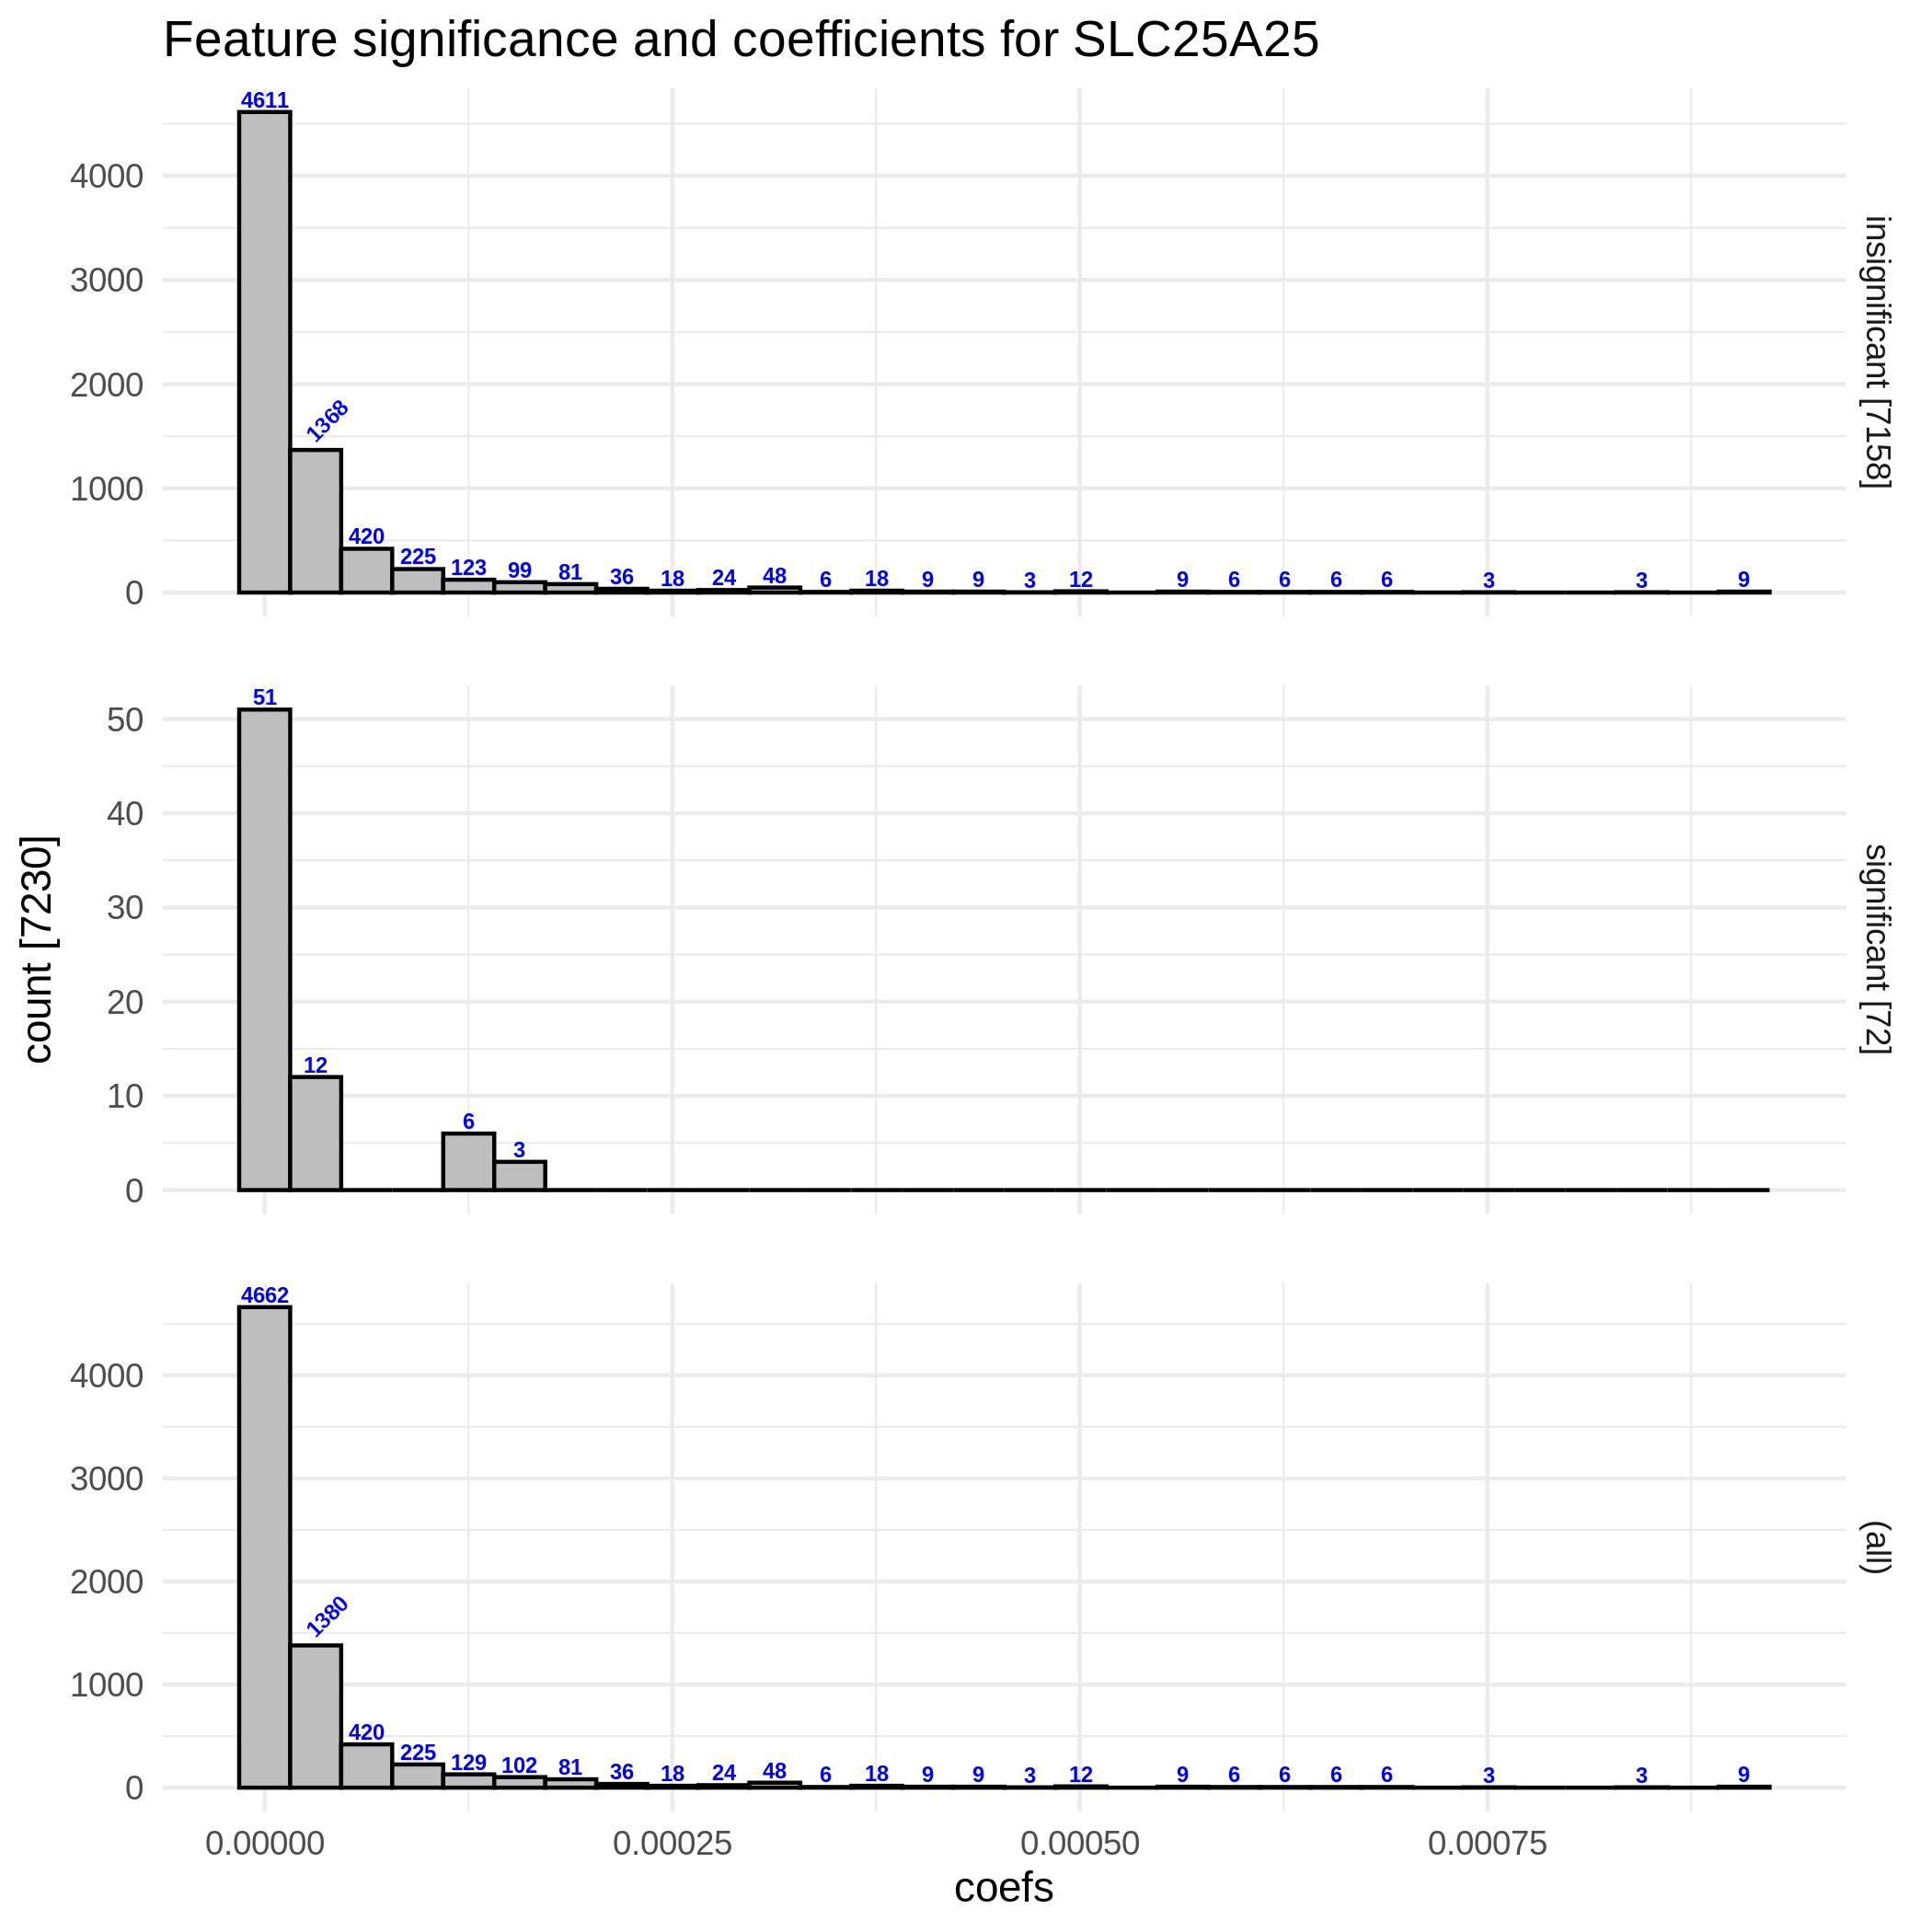 Feature significance and coefficients for SLC25A25
4611
1368
420 225 123 99 81 36 18 24 48 6 18 9 9 3 12 9 6 6 6 6 3 3 9
4000
3000
2000
1000
0
insignificant [7158]
51
12
6
3
50
40
30
20
10
0
significant [72]
count [7230]
4662
1380
420 225 129 102 81 36 18 24 48 6 18 9 9 3 12 9 6 6 6 6 3 3 9
4000
3000
2000
1000
0
(all)
0.00000 0.00025 0.00050 0.00075
coefs